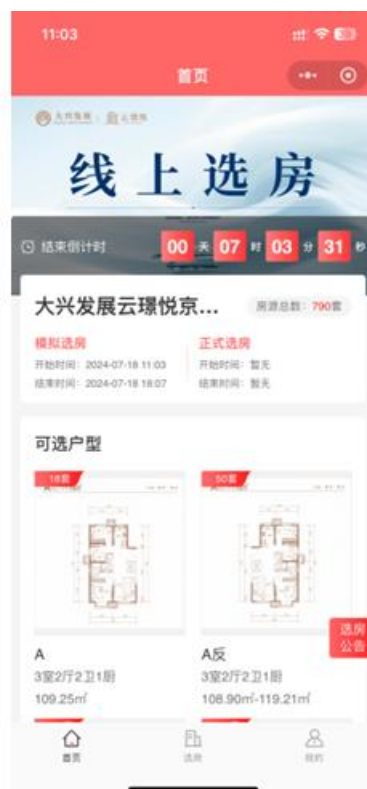 11:03
首页
大兴发展
线上选房
结束倒计时 00 天 07 时 03 分 31 秒
大兴发展云璟悦京... 房源总数：790套
模拟选房 正式选房
开始时间：2024-07-18 11:03 开始时间：暂无
结束时间：2024-07-18 18:07 结束时间：暂无
可选户型
18套 50套
A A反
3室2厅2卫1厨 3室2厅2卫1厨
109.25㎡ 108.90㎡-119.21㎡
选房
公告
首页 选房 我的